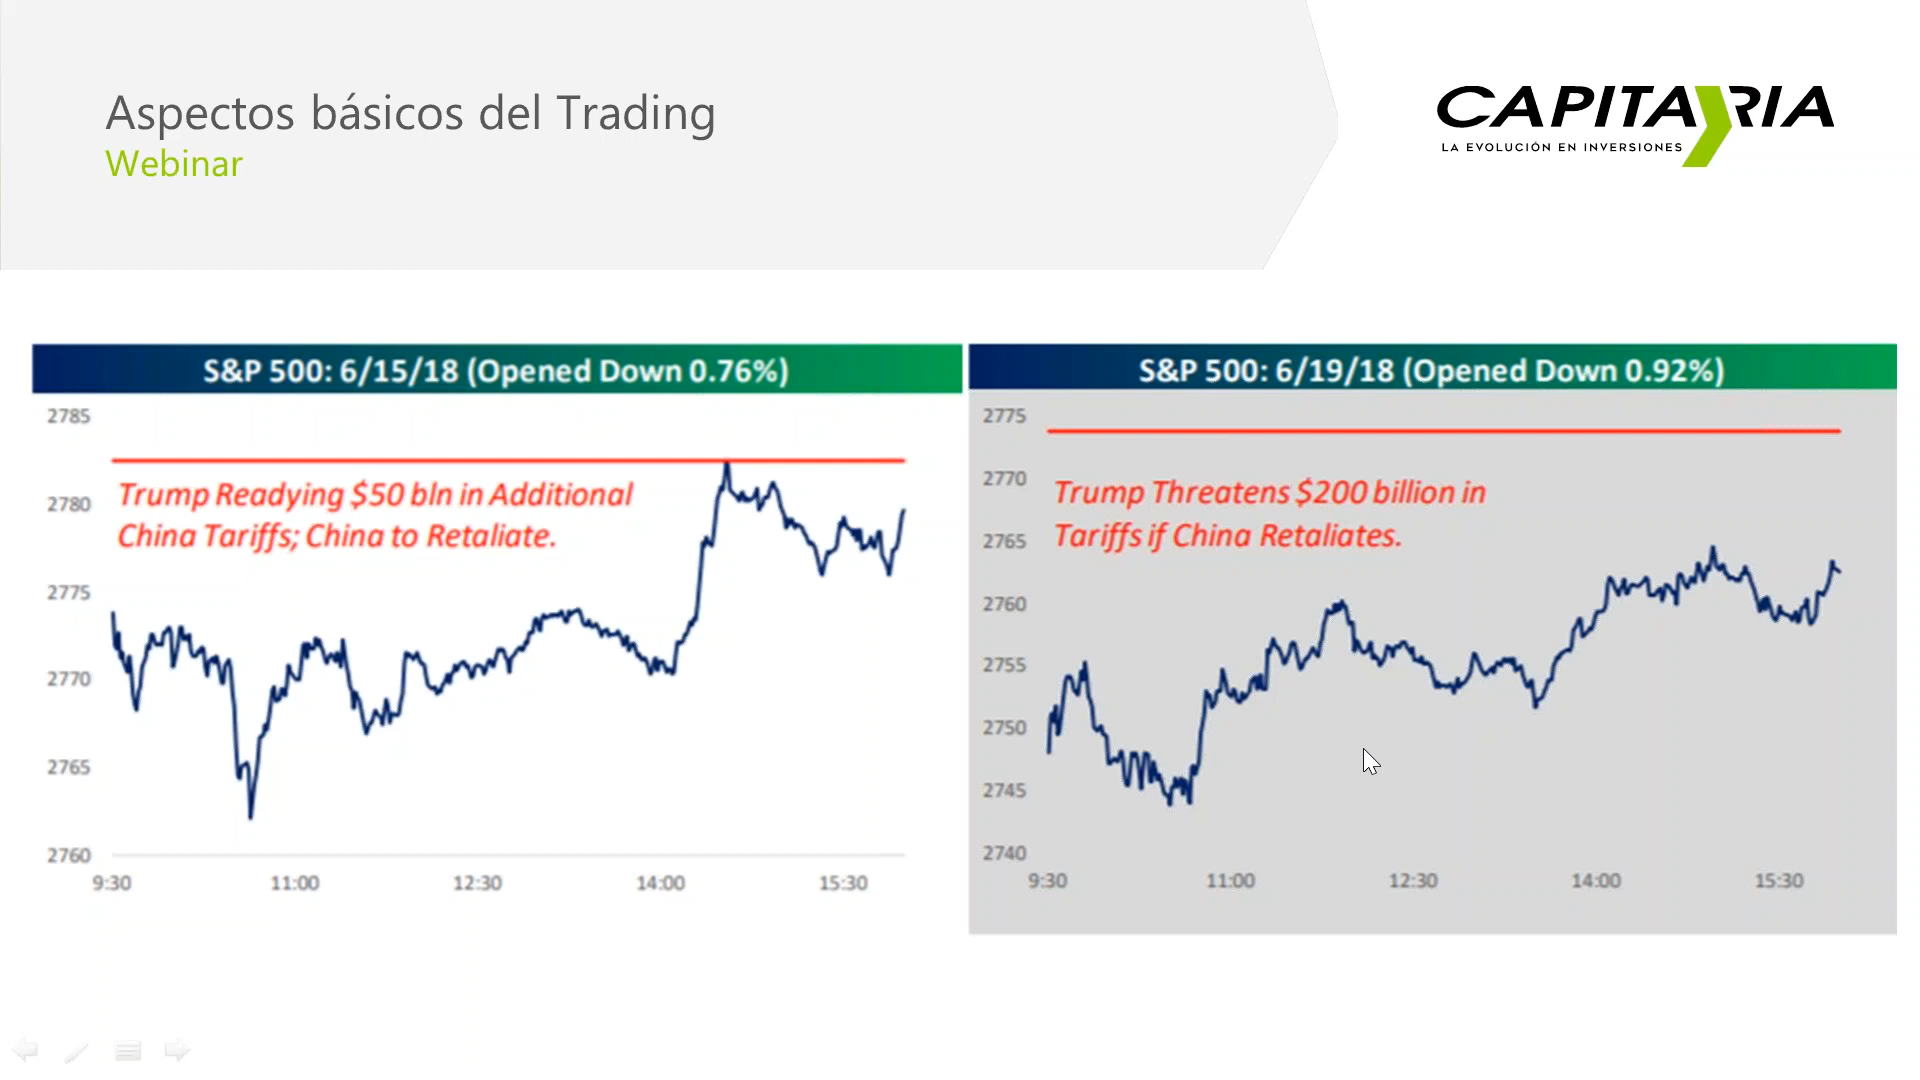 Aspectos básicos del Trading
Webinar
CAPITARIA
LA EVOLUCIÓN EN INVERSIONES
S&P 500: 6/15/18 (Opened Down 0.76%)
2785
2780
2775
2770
2765
2760
Trump Readying $50 bln in Additional
China Tariffs; China to Retaliate.
9:30 11:00 12:30 14:00 15:30
S&P 500: 6/19/18 (Opened Down 0.92%)
2775
2770
2765
2760
2755
2750
2745
2740
Trump Threatens $200 billion in
Tariffs if China Retaliates.
9:30 11:00 12:30 14:00 15:30